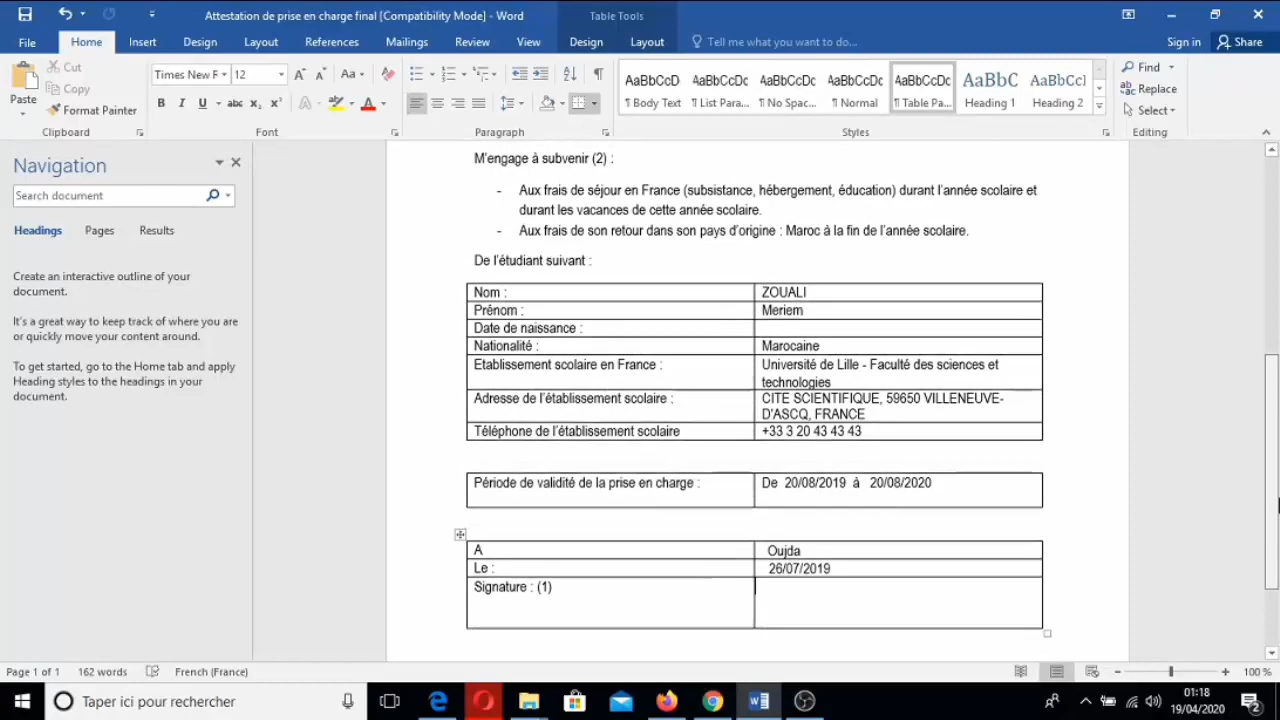 Attestation de prise en charge final [Compatibility Mode] - Word
Table Tools
File Home Insert Design Layout References Mailings Review View Design Layout Tell me what you want to do... Sign in Share
Paste Cut Copy Format Painter
Times New F 12
Aa
B I U abc x₂ x² A A
AaBbCcD AaBbCcDc AaBbCcDc AaBbCcDc AaBbCcDc AaBbC AaBbCcI
¶ Body Text ¶ List Para... ¶ No Spac... ¶ Normal ¶ Table Pa... Heading 1 Heading 2
Find
Replace
Select
Clipboard Font Paragraph Styles Editing
Navigation
Search document
Headings Pages Results
Create an interactive outline of your
document.
It's a great way to keep track of where you are
or quickly move your content around.
To get started, go to the Home tab and apply
Heading styles to the headings in your
document.
M'engage à subvenir (2) :
- Aux frais de séjour en France (subsistance, hébergement, éducation) durant l'année scolaire et
durant les vacances de cette année scolaire.
- Aux frais de son retour dans son pays d'origine : Maroc à la fin de l'année scolaire.
De l'étudiant suivant :
Nom : ZOUALI
Prénom : Meriem
Date de naissance :
Nationalité : Marocaine
Etablissement scolaire en France : Université de Lille - Faculté des sciences et
technologies
Adresse de l'établissement scolaire : CITE SCIENTIFIQUE, 59650 VILLENEUVE-
D'ASCQ, FRANCE
Téléphone de l'établissement scolaire +33 3 20 43 43 43
Période de validité de la prise en charge : De 20/08/2019 à 20/08/2020
A Oujda
Le : 26/07/2019
Signature : (1)
Page 1 of 1 162 words French (France) 100 %
Taper ici pour rechercher
01:18
19/04/2020
2